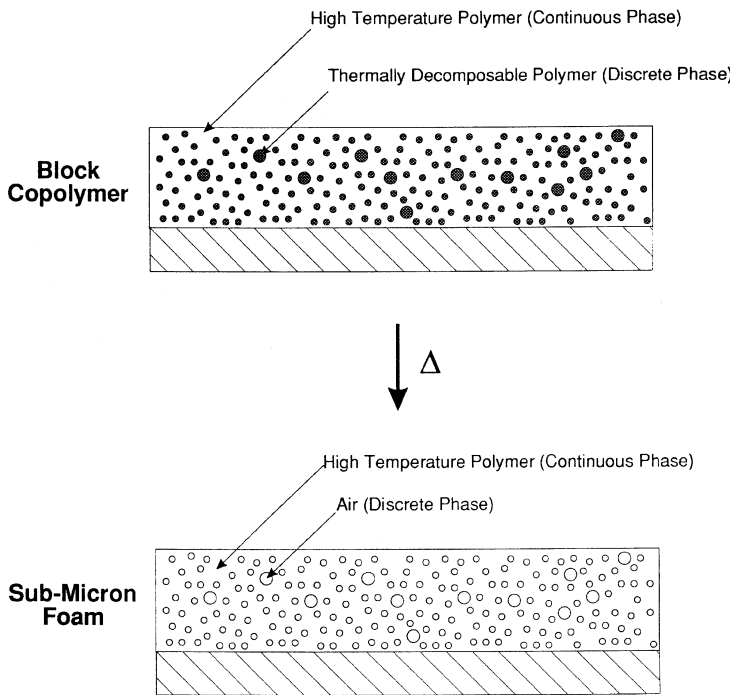 High Temperature Polymer (Continuous Phase)
Thermally Decomposable Polymer (Discrete Phase)
Block
Copolymer
Δ
High Temperature Polymer (Continuous Phase)
Air (Discrete Phase)
Sub-Micron
Foam